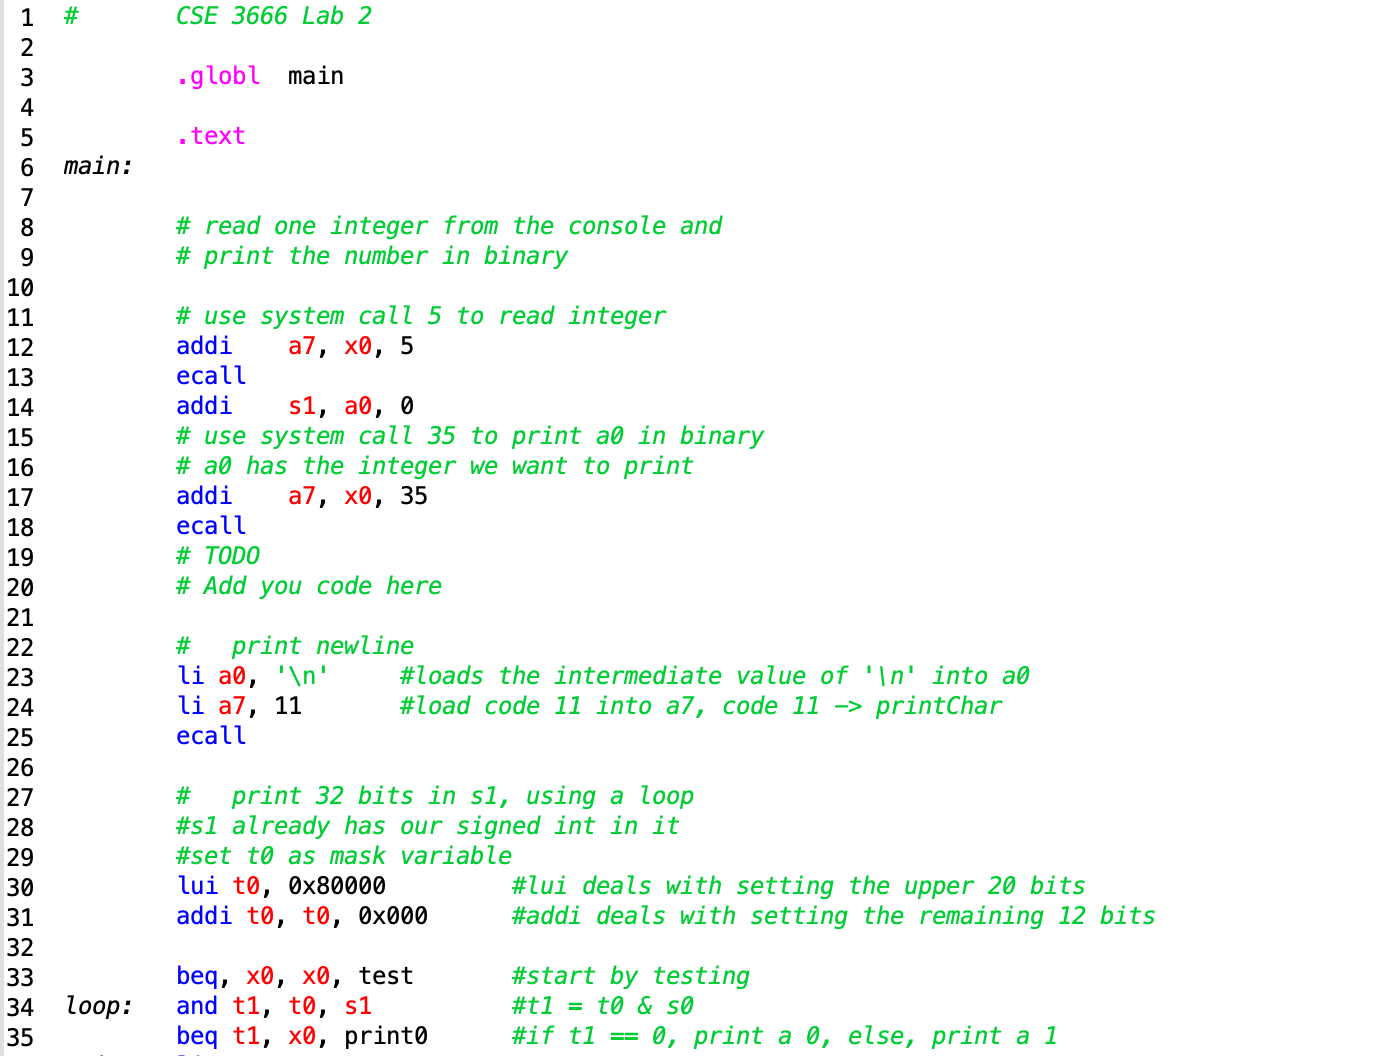 1 # CSE 3666 Lab 2
2
3 .globl main
4
5 .text
6 main:
7
8 # read one integer from the console and
9 # print the number in binary
10
11 # use system call 5 to read integer
12 addi a7, x0, 5
13 ecall
14 addi s1, a0, 0
15 # use system call 35 to print a0 in binary
16 # a0 has the integer we want to print
17 addi a7, x0, 35
18 ecall
19 # TODO
20 # Add you code here
21
22 # print newline
23 li a0, '\n' #loads the intermediate value of '\n' into a0
24 li a7, 11 #load code 11 into a7, code 11 -> printChar
25 ecall
26
27 # print 32 bits in s1, using a loop
28 #s1 already has our signed int in it
29 #set t0 as mask variable
30 lui t0, 0x80000 #lui deals with setting the upper 20 bits
31 addi t0, t0, 0x000 #addi deals with setting the remaining 12 bits
32
33 beq, x0, x0, test #start by testing
34 loop: and t1, t0, s1 #t1 = t0 & s0
35 beq t1, x0, print0 #if t1 == 0, print a 0, else, print a 1